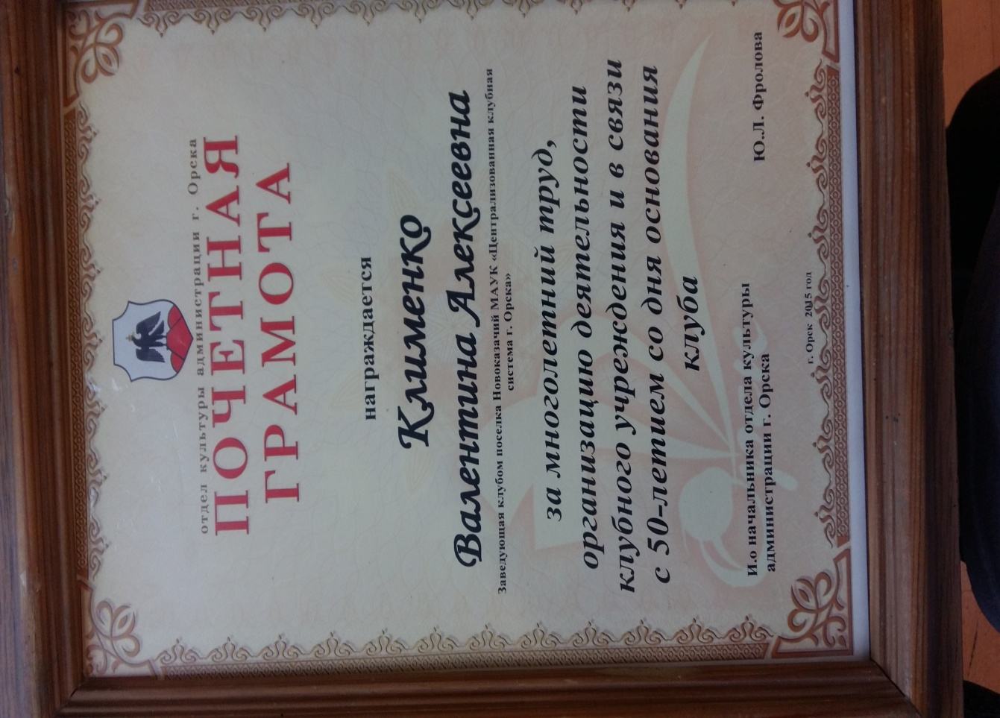 отдел культуры администрации г. Орска
ПОЧЕТНАЯ
ГРАМОТА
награждается
Клименко
Валентина Алексеевна
Заведующая клубом поселка Новоказачий МАУК «Централизованная клубная
система г. Орска»
за многолетний труд,
организацию деятельности
клубного учреждения и в связи
с 50-летием со дня основания
клуба
И.о начальника отдела культуры
администрации г. Орска
Ю.Л. Фролова
г. Орск 2015 год